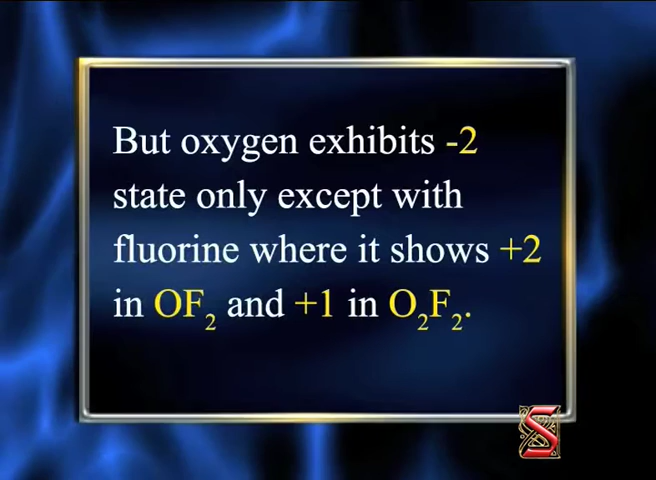 But oxygen exhibits -2
state only except with
fluorine where it shows +2
in OF₂ and +1 in O₂F₂.
S